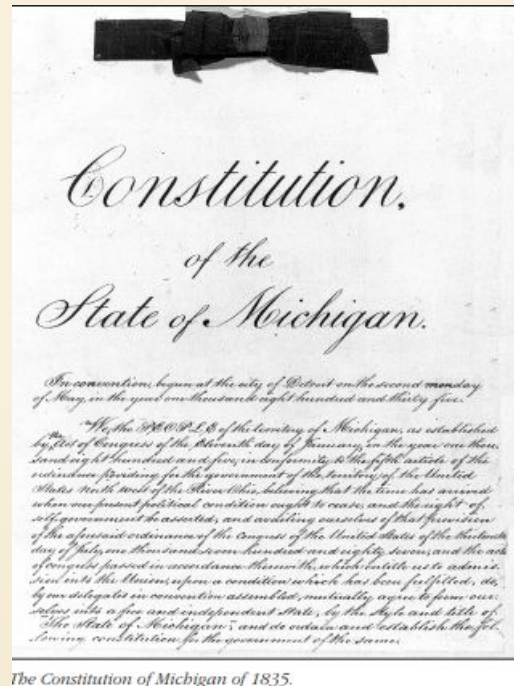 Constitution.
of the
State of Michigan.
In convention, begun at the city of Detroit on the second monday
of May, in the year one thousand eight hundred and thirty five.
We, the PEOPLE of the territory of Michigan, as established
by the Act of Congress of the Eleventh day of January, in the year one thou-
sand eight hundred and five, in conformity to the fifth article of the
ordinance providing for the government of the territory of the United
States North west of the River Ohio, believing that the time has arrived
when our present political condition ought to cease, and the right of
self-government be asserted; and availing ourselves of that provision
of the aforesaid ordinance of the congress of the United States of the thirteenth
day of July, one thousand seven hundred and eighty seven, and the acts
of congress passed in accordance therewith, which entitle us to admis-
sion into the Union, upon a condition which has been fulfilled, do,
by our delegates in convention assembled, mutually agree to form our-
selves into a free and independent state, by the style and title of
"The State of Michigan", and do ordain and establish the fol-
lowing constitution for the government of the same.
The Constitution of Michigan of 1835.